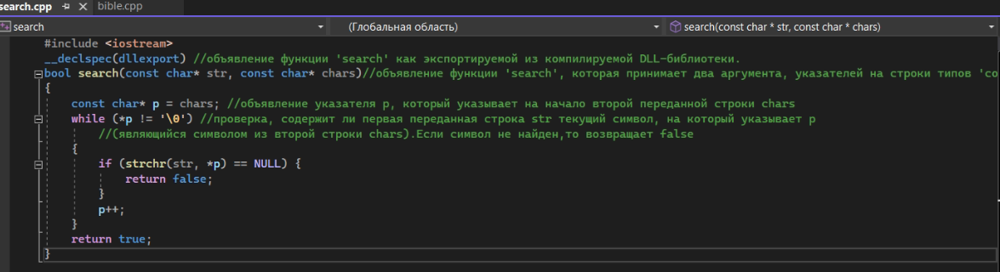 search.cpp bible.cpp
search (Глобальная область) search(const char * str, const char * chars)
#include <iostream>
__declspec(dllexport) //объявление функции 'search' как экспортируемой из компилируемой DLL-библиотеки.
bool search(const char* str, const char* chars)//объявление функции 'search', которая принимает два аргумента, указателей на строки типов 'co
{
const char* p = chars; //объявление указателя p, который указывает на начало второй переданной строки chars
while (*p != '\0') //проверка, содержит ли первая переданная строка str текущий символ, на который указывает p
//(являющийся символом из второй строки chars).Если символ не найден,то возвращает false
{
if (strchr(str, *p) == NULL) {
return false;
}
p++;
}
return true;
}